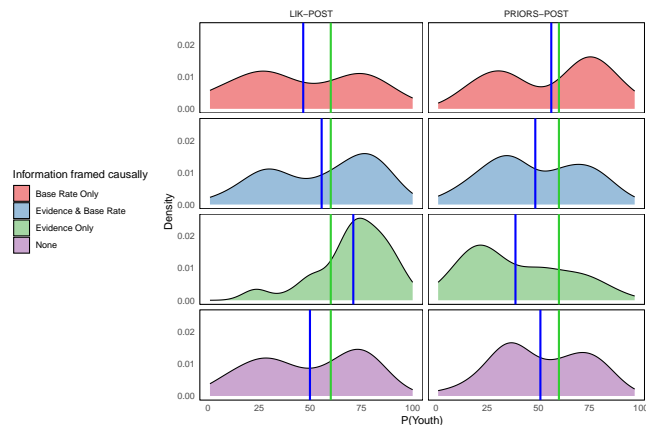 LIK−POST
PRIORS−POST
0.02
0.01
0.00
0.02
0.01
0.00
0.02
0.01
0.00
0.02
0.01
0.00
Density
Information framed causally
Base Rate Only
Evidence & Base Rate
Evidence Only
None
0 25 50 75 100 0 25 50 75 100
P(Youth)